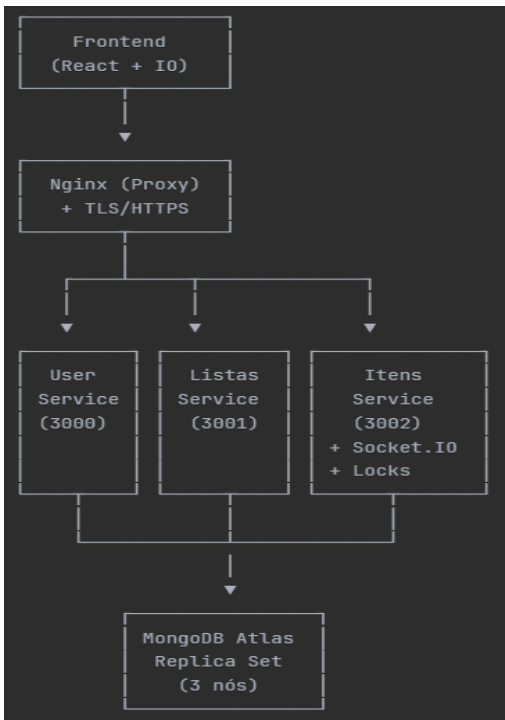 Frontend
(React + IO)
Nginx (Proxy)
+ TLS/HTTPS
User
Service
(3000)
Listas
Service
(3001)
Itens
Service
(3002)
+ Socket.IO
+ Locks
MongoDB Atlas
Replica Set
(3 nós)